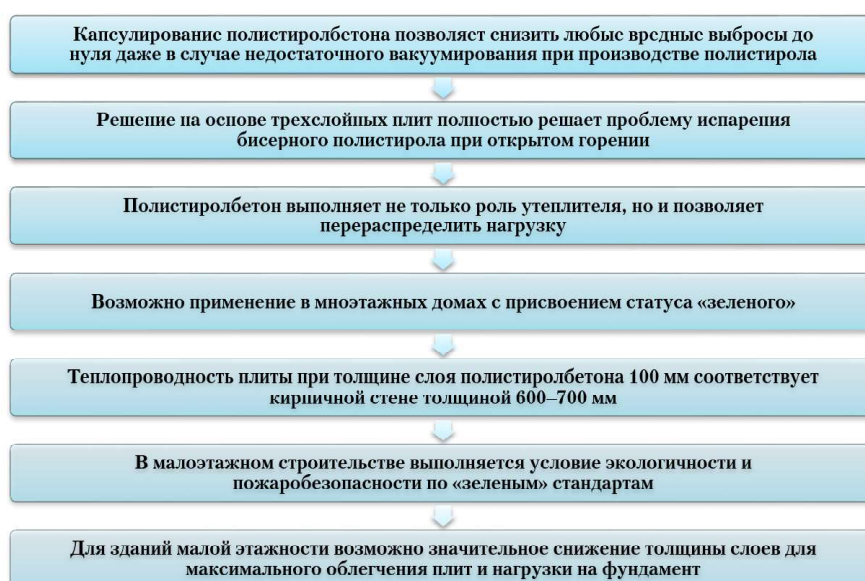 Капсулирование полистиролбетона позволяет снизить любые вредные выбросы до
нуля даже в случае недостаточного вакуумирования при производстве полистирола
Решение на основе трехслойных плит полностью решает проблему испарения
бисерного полистирола при открытом горении
Полистиролбетон выполняет не только роль утеплителя, но и позволяет
перераспределить нагрузку
Возможно применение в мноэтажных домах с присвоением статуса «зеленого»
Теплопроводность плиты при толщине слоя полистиролбетона 100 мм соответствует
кирпичной стене толщиной 600–700 мм
В малоэтажном строительстве выполняется условие экологичности и
пожаробезопасности по «зеленым» стандартам
Для зданий малой этажности возможно значительное снижение толщины слоев для
максимального облегчения плит и нагрузки на фундамент